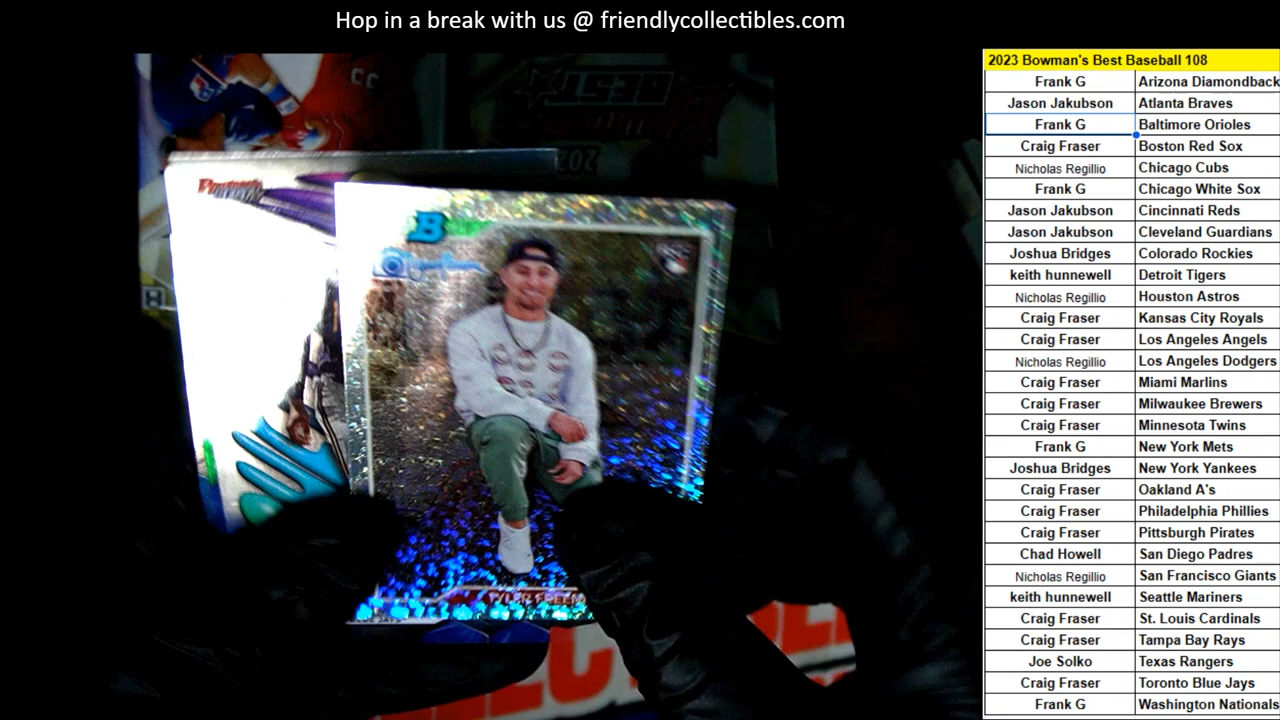 Hop in a break with us @ friendlycollectibles.com
2023 Bowman's Best Baseball 108
Frank G Arizona Diamondback
Jason Jakubson Atlanta Braves
Frank G Baltimore Orioles
Craig Fraser Boston Red Sox
Nicholas Regillio Chicago Cubs
Frank G Chicago White Sox
Jason Jakubson Cincinnati Reds
Jason Jakubson Cleveland Guardians
Joshua Bridges Colorado Rockies
keith hunnewell Detroit Tigers
Nicholas Regillio Houston Astros
Craig Fraser Kansas City Royals
Craig Fraser Los Angeles Angels
Nicholas Regillio Los Angeles Dodgers
Craig Fraser Miami Marlins
Craig Fraser Milwaukee Brewers
Craig Fraser Minnesota Twins
Frank G New York Mets
Joshua Bridges New York Yankees
Craig Fraser Oakland A's
Craig Fraser Philadelphia Phillies
Craig Fraser Pittsburgh Pirates
Chad Howell San Diego Padres
Nicholas Regillio San Francisco Giants
keith hunnewell Seattle Mariners
Craig Fraser St. Louis Cardinals
Craig Fraser Tampa Bay Rays
Joe Solko Texas Rangers
Craig Fraser Toronto Blue Jays
Frank G Washington Nationals
B
TYLER FREEM